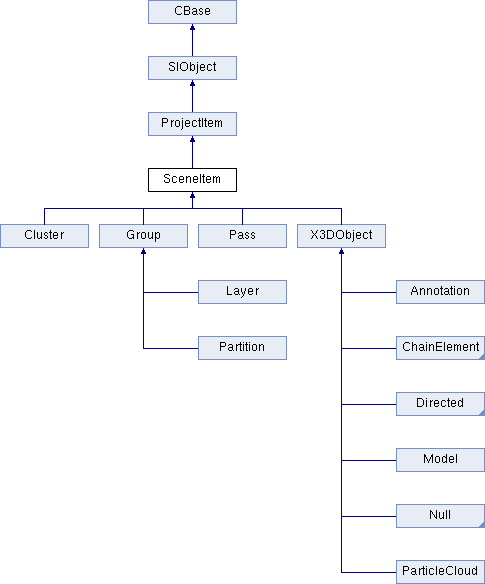 CBase
SIObject
ProjectItem
SceneItem
Cluster
Group
Pass
X3DObject
Layer
Annotation
Partition
ChainElement
Directed
Model
Null
ParticleCloud